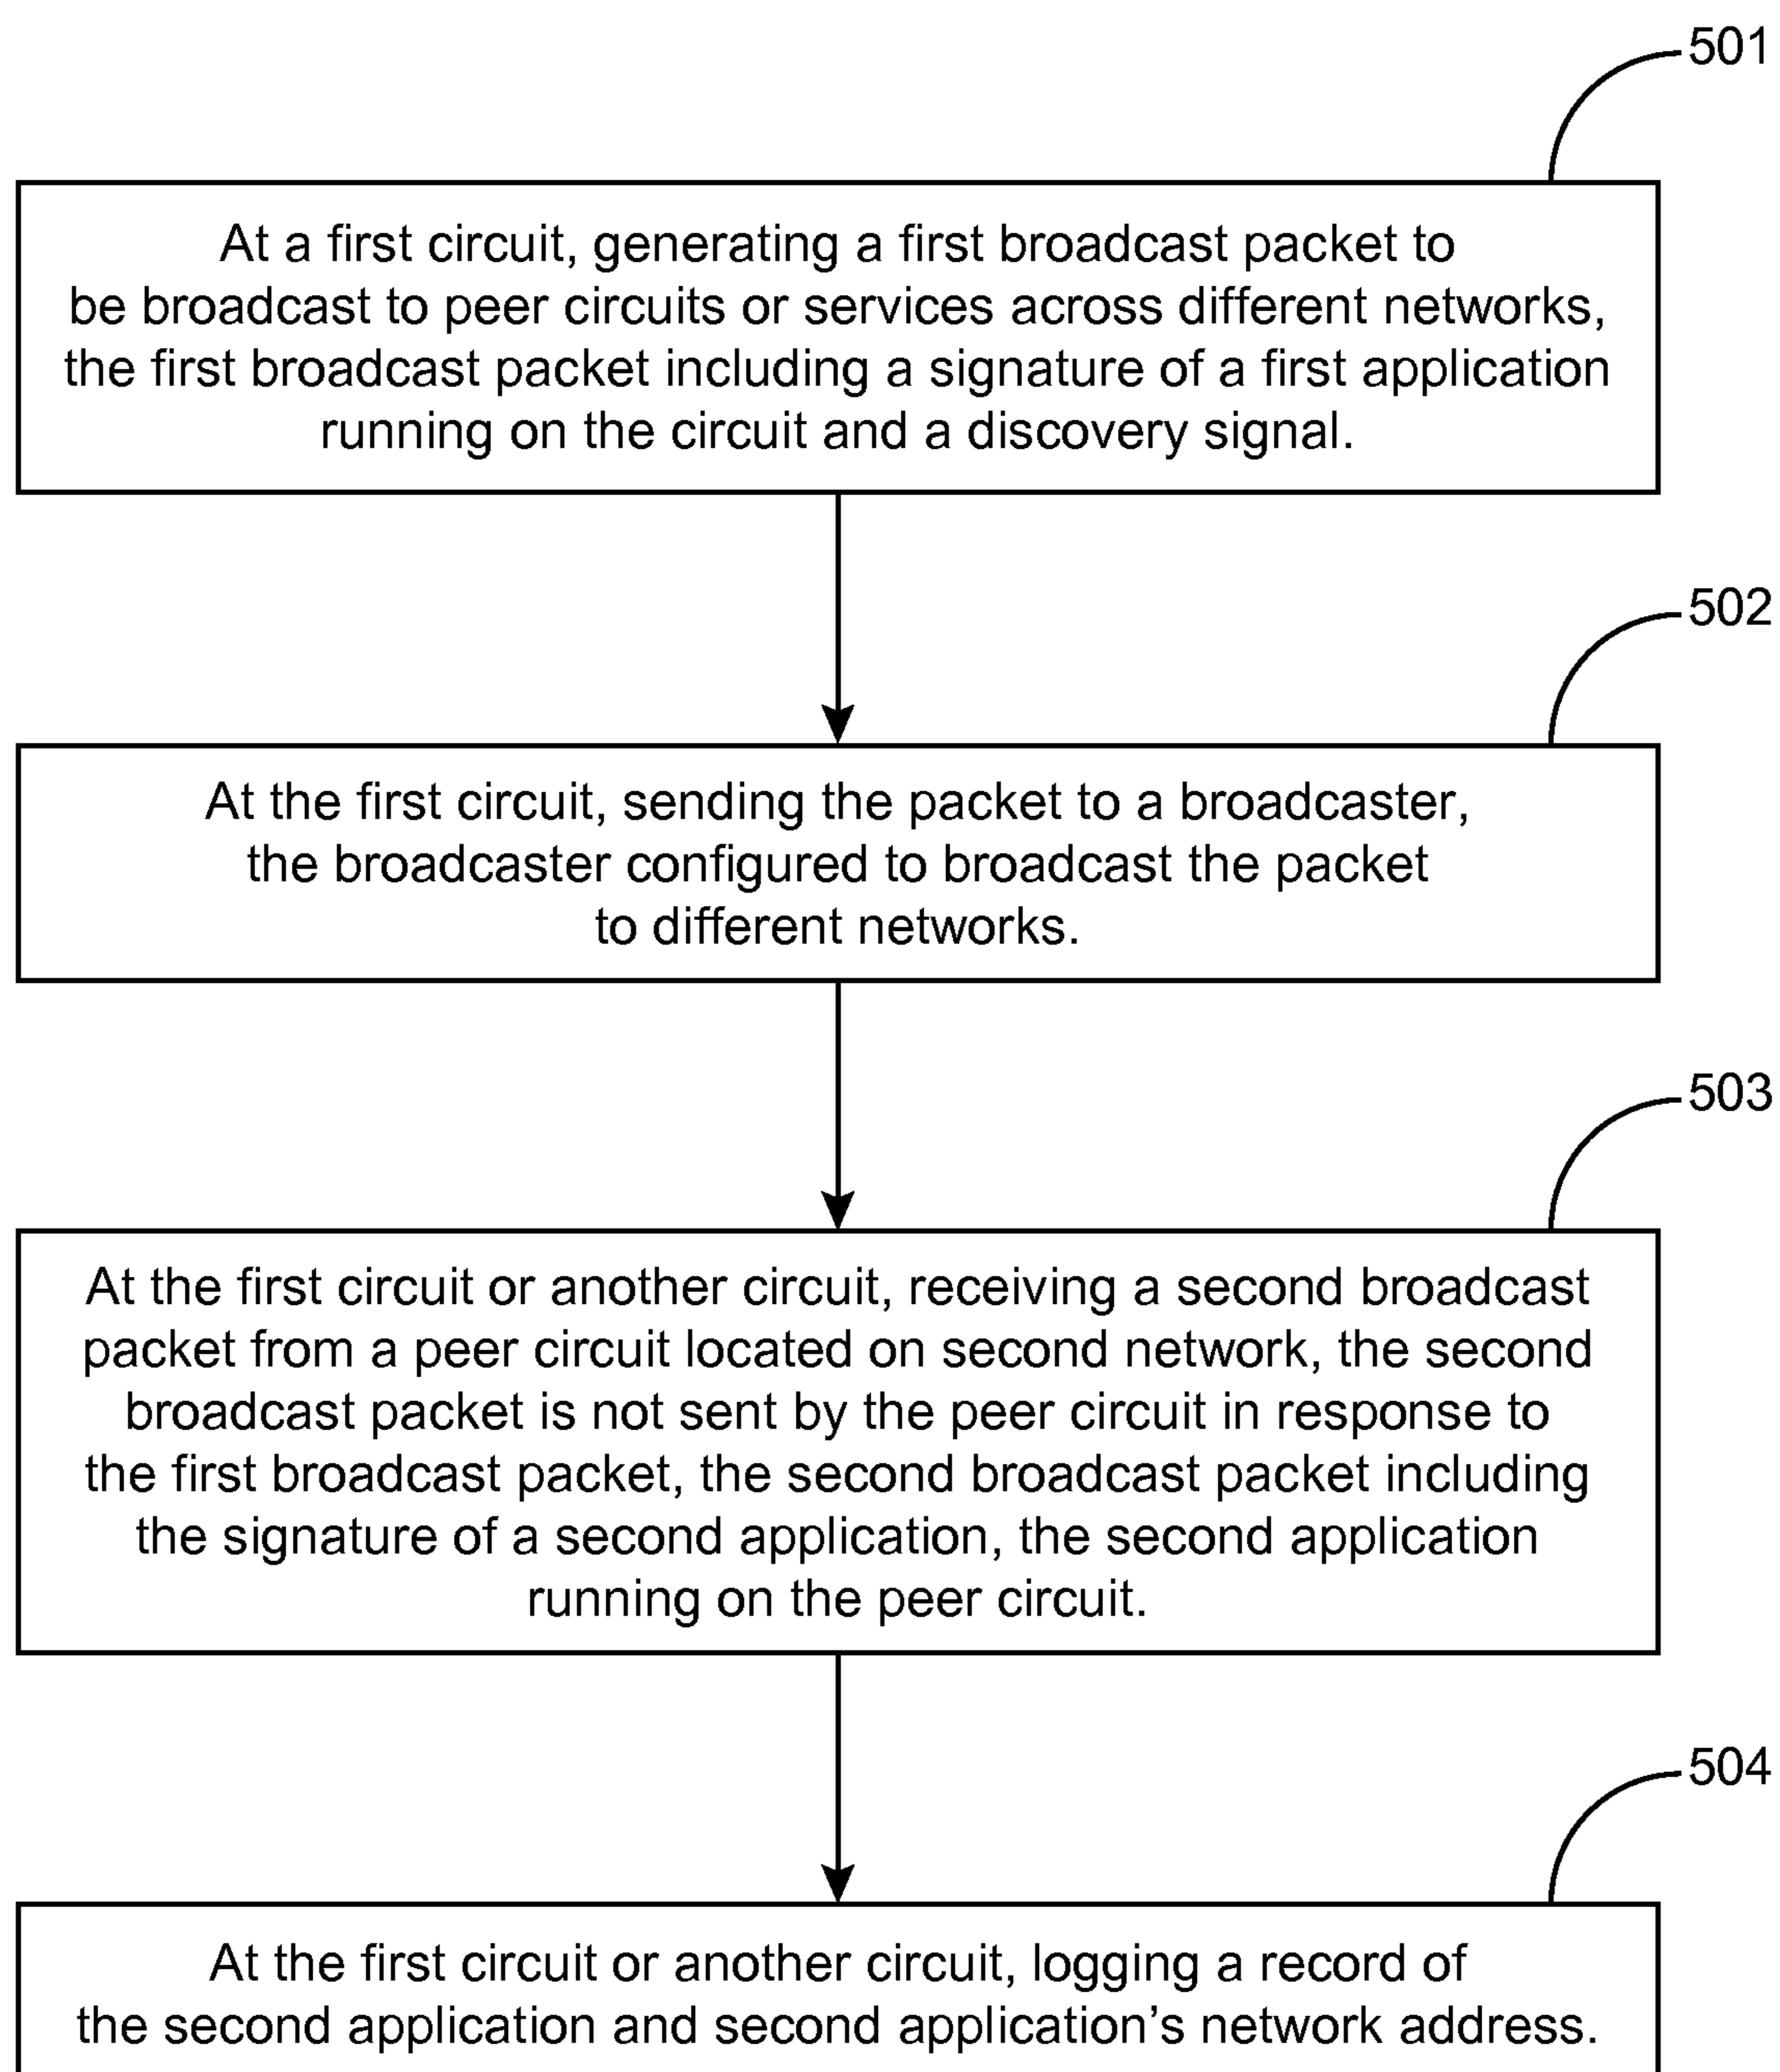 501
At a first circuit, generating a first broadcast packet to
be broadcast to peer circuits or services across different networks,
the first broadcast packet including a signature of a first application
running on the circuit and a discovery signal.
502
At the first circuit, sending the packet to a broadcaster,
the broadcaster configured to broadcast the packet
to different networks.
503
At the first circuit or another circuit, receiving a second broadcast
packet from a peer circuit located on second network, the second
broadcast packet is not sent by the peer circuit in response to
the first broadcast packet, the second broadcast packet including
the signature of a second application, the second application
running on the peer circuit.
504
At the first circuit or another circuit, logging a record of
the second application and second application’s network address.